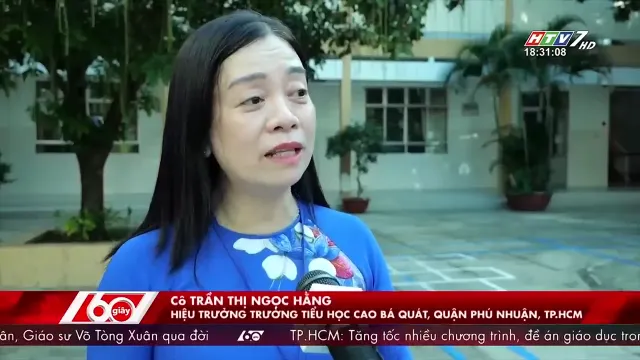 HTV7 HD
18:31:08
60 giây
Cô TRẦN THỊ NGỌC HẰNG
HIỆU TRƯỞNG TRƯỜNG TIỂU HỌC CAO BÁ QUÁT, QUẬN PHÚ NHUẬN, TP.HCM
ân, Giáo sư Võ Tòng Xuân qua đời TP.HCM: Tăng tốc nhiều chương trình, đề án giáo dục trọ